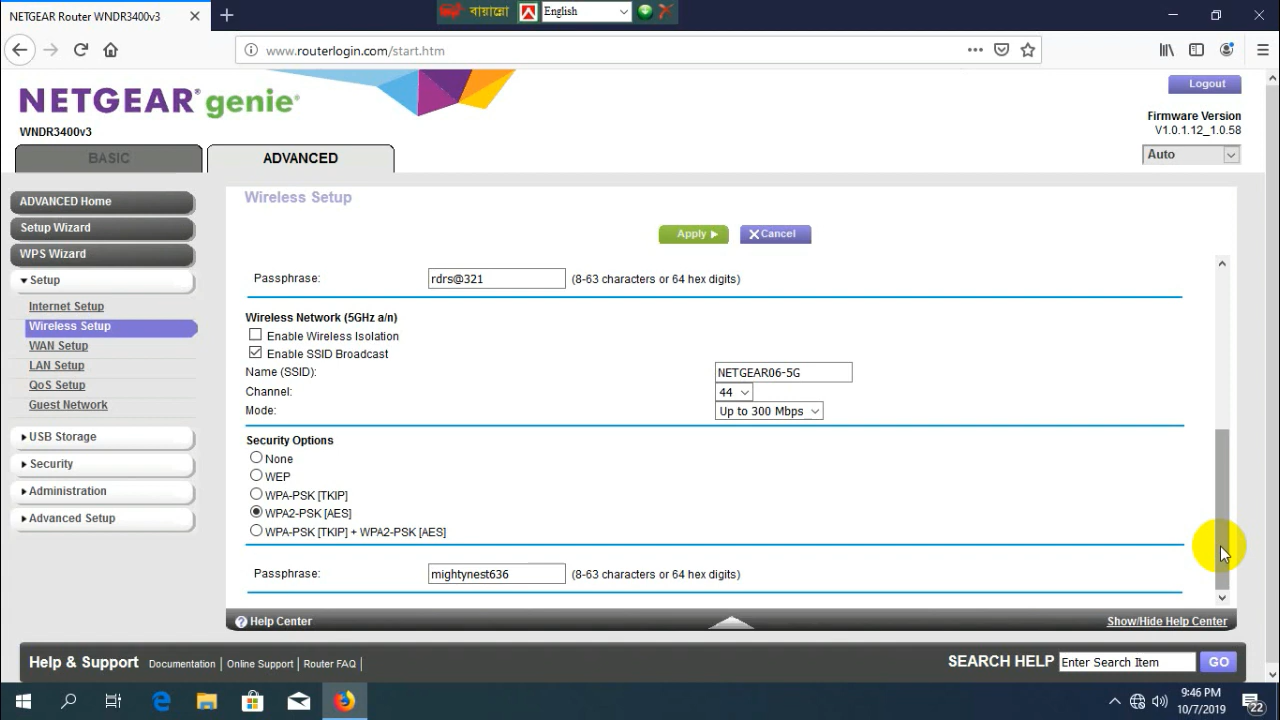 NETGEAR Router WNDR3400v3
বায়ান্নো
English
www.routerlogin.com/start.htm
NETGEAR® genie®
WNDR3400v3
Logout
Firmware Version
V1.0.1.12_1.0.58
BASIC
ADVANCED
Auto
ADVANCED Home
Setup Wizard
WPS Wizard
Setup
Internet Setup
Wireless Setup
WAN Setup
LAN Setup
QoS Setup
Guest Network
USB Storage
Security
Administration
Advanced Setup
Wireless Setup
Apply
Cancel
Passphrase: rdrs@321 (8-63 characters or 64 hex digits)
Wireless Network (5GHz a/n)
Enable Wireless Isolation
Enable SSID Broadcast
Name (SSID): NETGEAR06-5G
Channel: 44
Mode: Up to 300 Mbps
Security Options
None
WEP
WPA-PSK [TKIP]
WPA2-PSK [AES]
WPA-PSK [TKIP] + WPA2-PSK [AES]
Passphrase: mightynest636 (8-63 characters or 64 hex digits)
Help Center
Show/Hide Help Center
Help & Support Documentation | Online Support | Router FAQ |
SEARCH HELP Enter Search Item GO
9:46 PM
10/7/2019
22